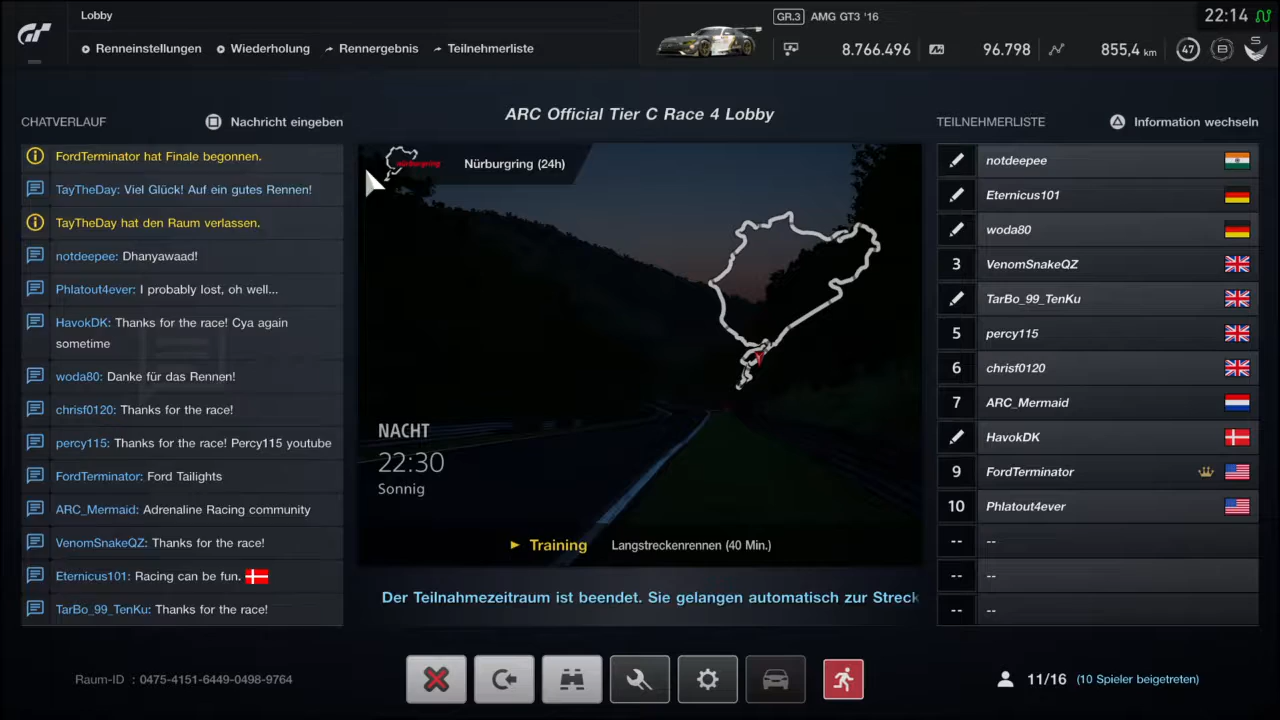 Lobby
GR.3 AMG GT3 '16
22:14
Renneinstellungen Wiederholung Rennergebnis Teilnehmerliste
8.766.496 96.798 855,4 km 47 B S
ARC Official Tier C Race 4 Lobby
CHATVERLAUF Nachricht eingeben
FordTerminator hat Finale begonnen.
TayTheDay: Viel Glück! Auf ein gutes Rennen!
TayTheDay hat den Raum verlassen.
notdeepee: Dhanyawaad!
Phlatout4ever: I probably lost, oh well...
HavokDK: Thanks for the race! Cya again
sometime
woda80: Danke für das Rennen!
chrisf0120: Thanks for the race!
percy115: Thanks for the race! Percy115 youtube
FordTerminator: Ford Tailights
ARC_Mermaid: Adrenaline Racing community
VenomSnakeQZ: Thanks for the race!
Eternicus101: Racing can be fun.
TarBo_99_TenKu: Thanks for the race!
nürburgring Nürburgring (24h)
NACHT
22:30
Sonnig
Training Langstreckenrennen (40 Min.)
Der Teilnahmezeitraum ist beendet. Sie gelangen automatisch zur Streck
TEILNEHMERLISTE Information wechseln
notdeepee
Eternicus101
woda80
3 VenomSnakeQZ
TarBo_99_TenKu
5 percy115
6 chrisf0120
7 ARC_Mermaid
HavokDK
9 FordTerminator
10 Phlatout4ever
-- --
-- --
-- --
Raum-ID : 0475-4151-6449-0498-9764
11/16 (10 Spieler beigetreten)